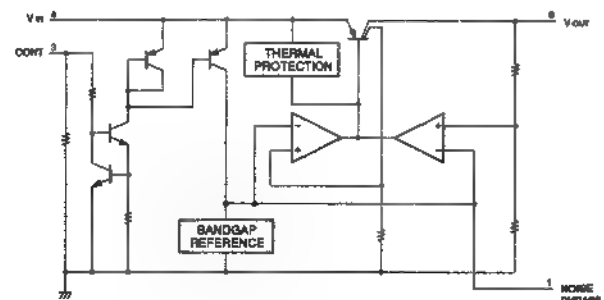 V IN 4
6 V OUT
CONT 3
THERMAL
PROTECTION
- +
+ -
BANDGAP
REFERENCE
1 NOISE